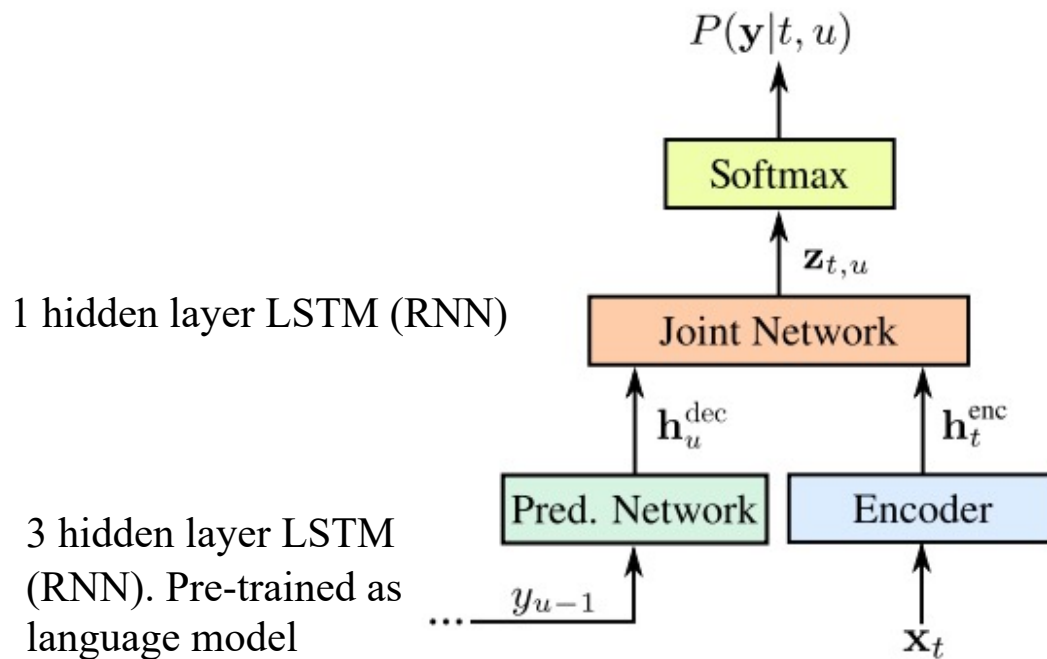 P(y|t, u)
Softmax
z_{t,u}
1 hidden layer LSTM (RNN)
Joint Network
h_u^{dec}
h_t^{enc}
Pred. Network
Encoder
3 hidden layer LSTM
(RNN). Pre-trained as
language model
... y_{u-1}
x_t